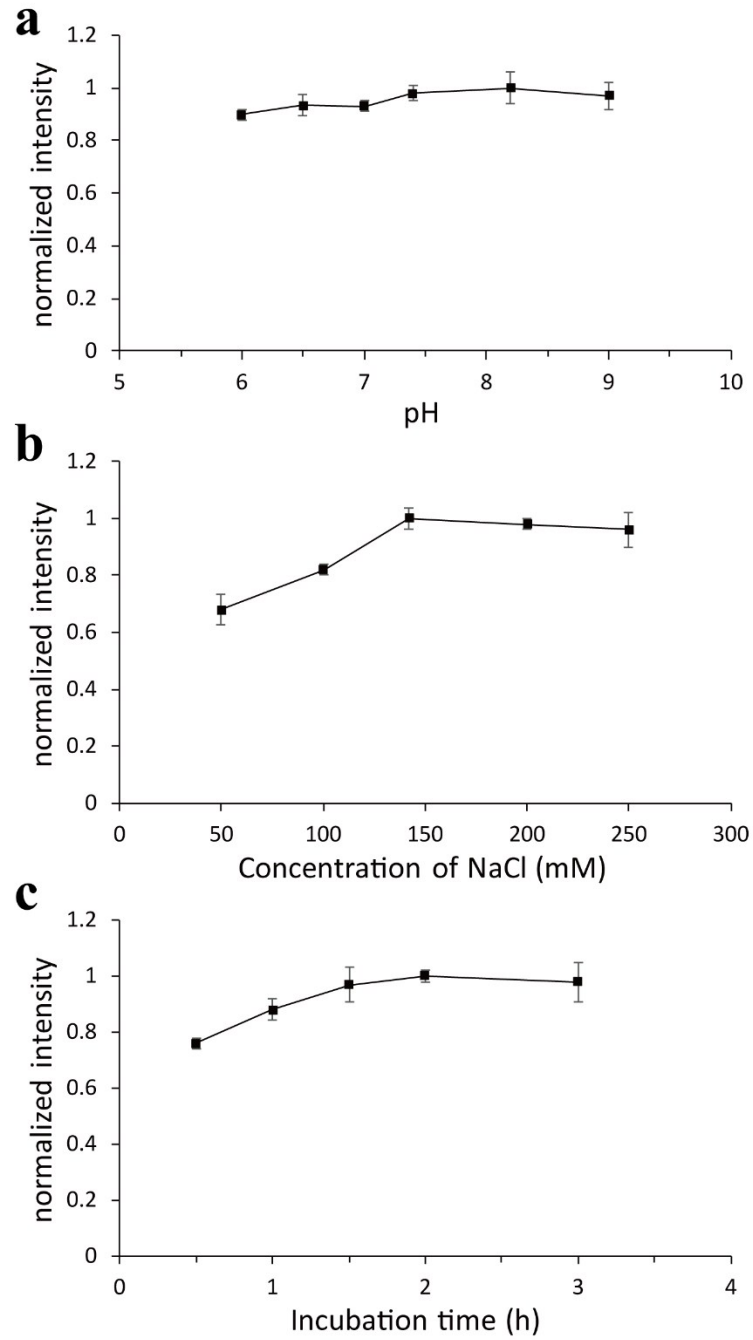 a
normalized intensity
1.2
1
0.8
0.6
0.4
0.2
0
5 6 7 8 9 10
pH
b
normalized intensity
1.2
1
0.8
0.6
0.4
0.2
0
0 50 100 150 200 250 300
Concentration of NaCl (mM)
c
normalized intensity
1.2
1
0.8
0.6
0.4
0.2
0
0 1 2 3 4
Incubation time (h)